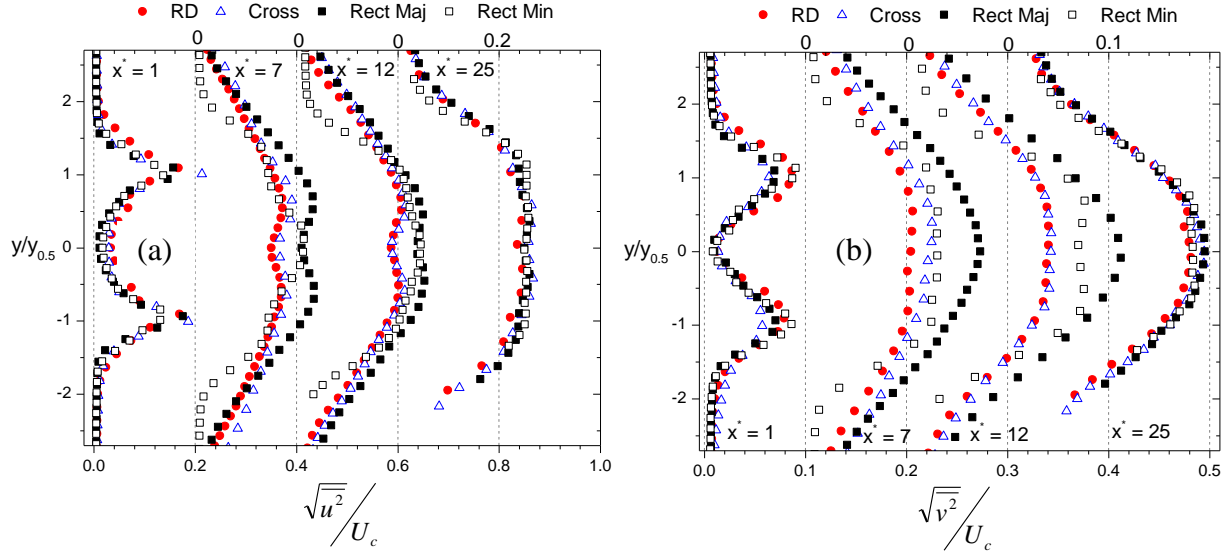 RD Cross Rect Maj Rect Min
0 0 0 0.2
x* = 1 x* = 7 x* = 12 x* = 25
2
1
y/y0.5 0 (a)
-1
-2
0.0 0.2 0.4 0.6 0.8 1.0
√u²/Uc
RD Cross Rect Maj Rect Min
0 0 0 0.1
2
1
y/y0.5 0 (b)
-1
-2
x* = 1 x* = 7 x* = 12 x* = 25
0.0 0.1 0.2 0.3 0.4 0.5
√v²/Uc